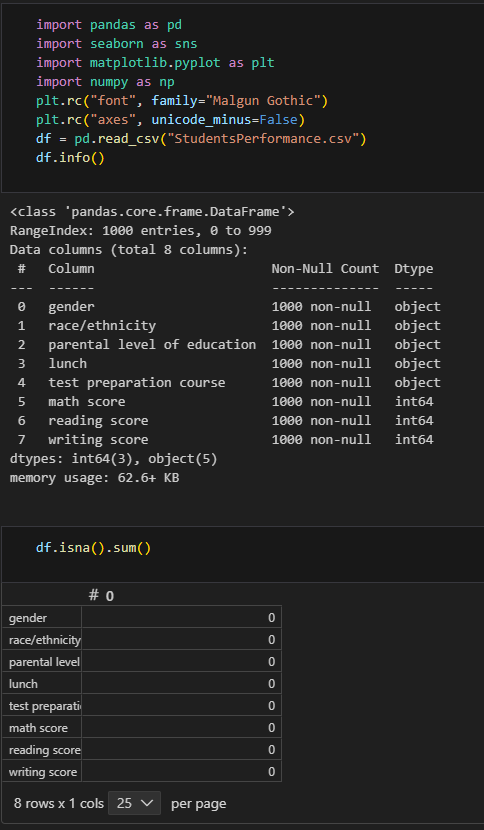 import pandas as pd
import seaborn as sns
import matplotlib.pyplot as plt
import numpy as np
plt.rc("font", family="Malgun Gothic")
plt.rc("axes", unicode_minus=False)
df = pd.read_csv("StudentsPerformance.csv")
df.info()
<class 'pandas.core.frame.DataFrame'>
RangeIndex: 1000 entries, 0 to 999
Data columns (total 8 columns):
 #   Column                       Non-Null Count  Dtype
---  ------                       --------------  -----
 0   gender                       1000 non-null   object
 1   race/ethnicity               1000 non-null   object
 2   parental level of education  1000 non-null   object
 3   lunch                        1000 non-null   object
 4   test preparation course      1000 non-null   object
 5   math score                   1000 non-null   int64
 6   reading score                1000 non-null   int64
 7   writing score                1000 non-null   int64
dtypes: int64(3), object(5)
memory usage: 62.6+ KB
df.isna().sum()
# 0
gender 0
race/ethnicity 0
parental level 0
lunch 0
test preparati 0
math score 0
reading score 0
writing score 0
8 rows x 1 cols 25 per page